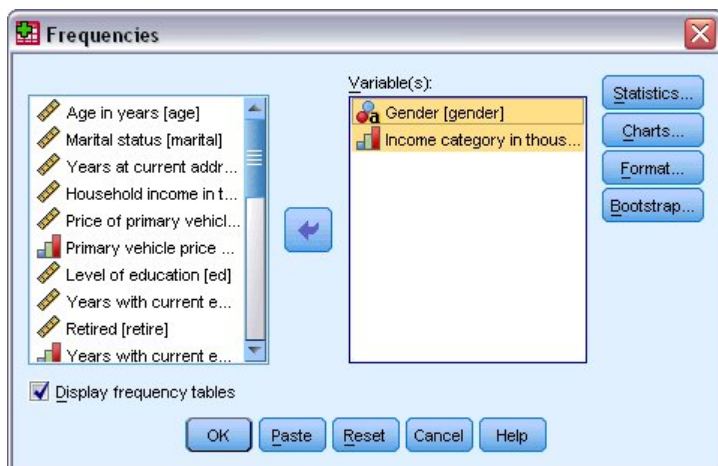 Frequencies
Variable(s):
Age in years [age]
Marital status [marital]
Years at current addr...
Household income in t...
Price of primary vehicl...
Primary vehicle price ...
Level of education [ed]
Years with current e...
Retired [retire]
Years with current e...
Gender [gender]
Income category in thous...
Statistics...
Charts...
Format...
Bootstrap...
Display frequency tables
OK
Paste
Reset
Cancel
Help